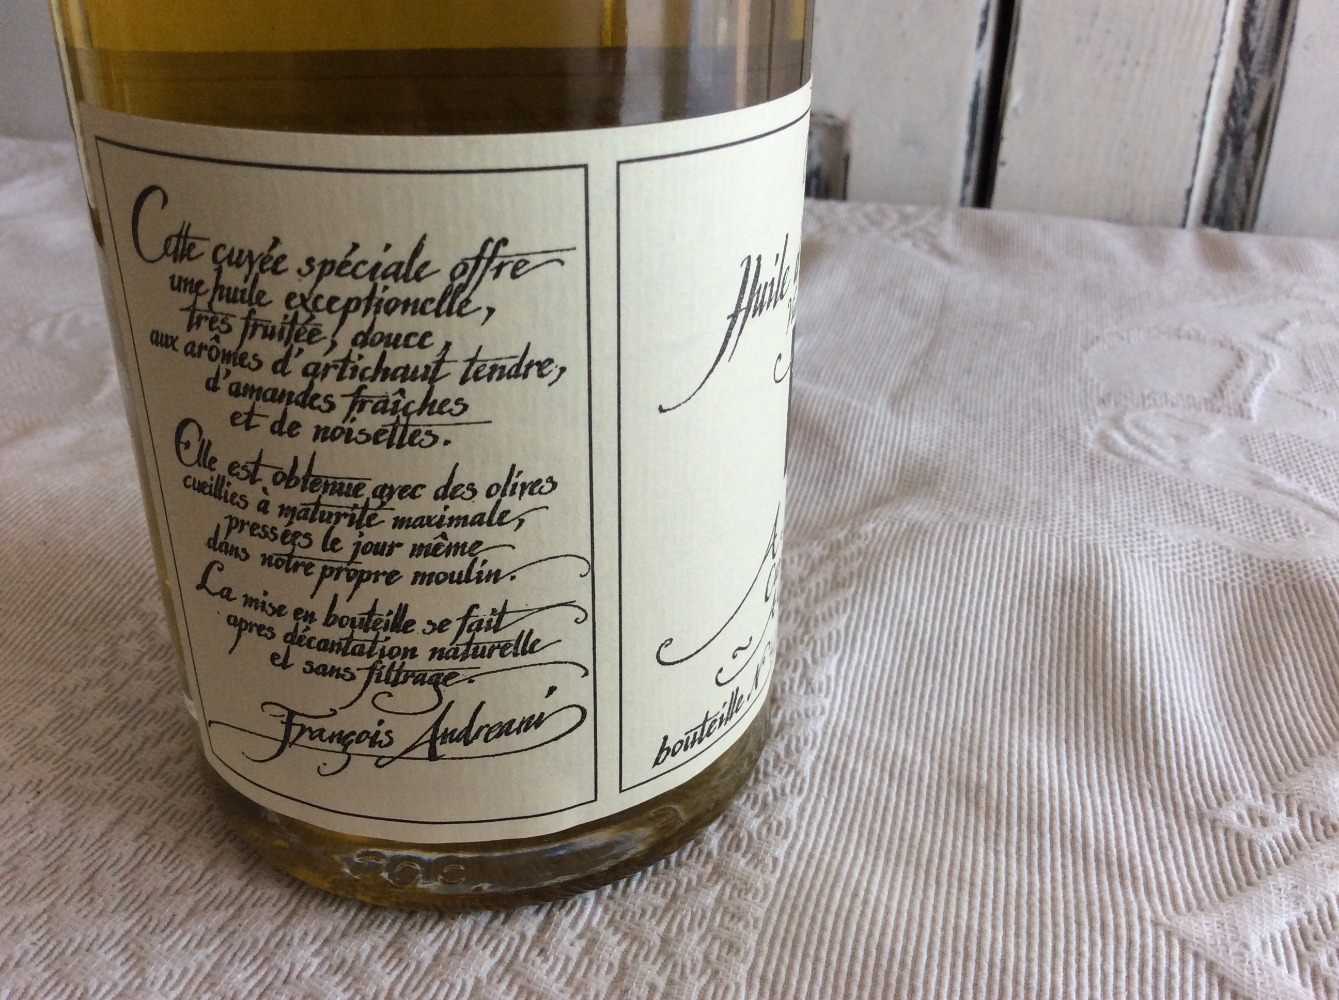 Cette cuvée spéciale offre
une huile exceptionelle,
très fruitée, douce,
aux arômes d'artichaut tendre,
d'amandes fraîches
et de noisettes.
Elle est obtenue avec des olives
cueillies à maturité maximale,
pressées le jour même
dans notre propre moulin.
La mise en bouteille se fait
apres décantation naturelle
et sans filtrage.
François Andreani
Huile
bouteille N°